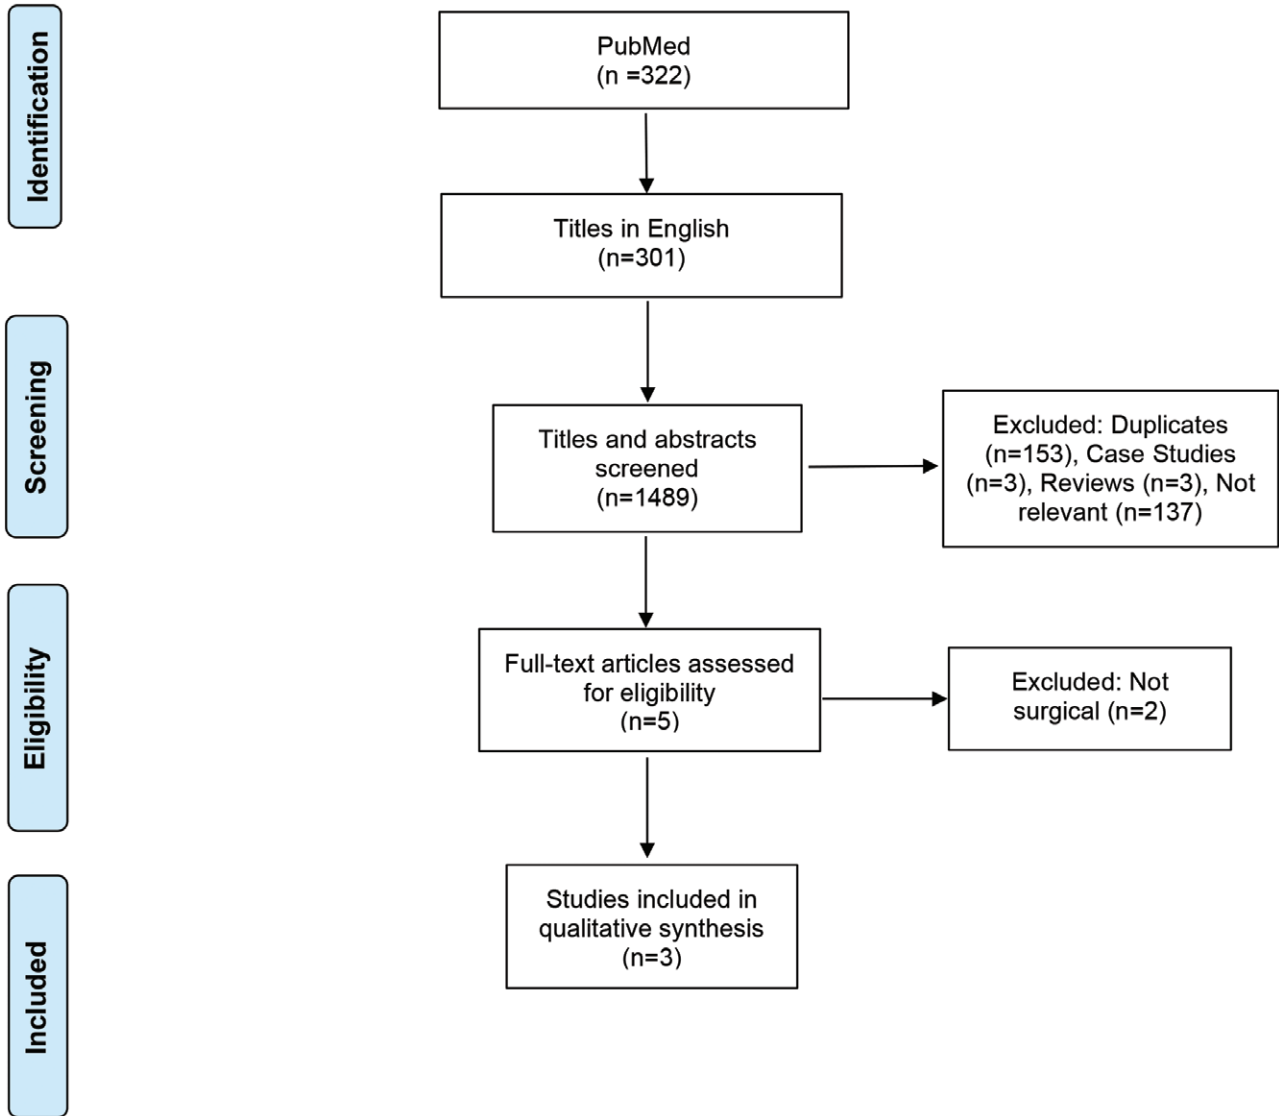 Identification
PubMed
(n =322)
Titles in English
(n=301)
Screening
Titles and abstracts
screened
(n=1489)
Excluded: Duplicates
(n=153), Case Studies
(n=3), Reviews (n=3), Not
relevant (n=137)
Eligibility
Full-text articles assessed
for eligibility
(n=5)
Excluded: Not
surgical (n=2)
Included
Studies included in
qualitative synthesis
(n=3)